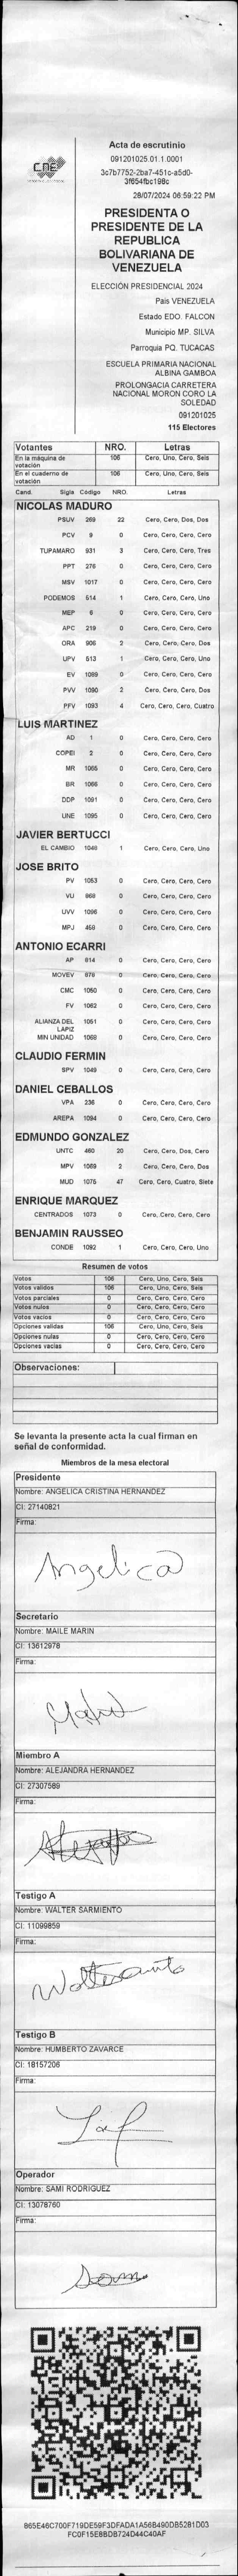 CNE
Acta de escrutinio
091201025.01.1.0001
3c7b7752-2ba7-451c-a5d0-
3f654fbc198c
28/07/2024 06:59:22 PM
PRESIDENTA O
PRESIDENTE DE LA
REPUBLICA
BOLIVARIANA DE
VENEZUELA
ELECCIÓN PRESIDENCIAL 2024
Pais VENEZUELA
Estado EDO. FALCON
Municipio MP. SILVA
Parroquia PQ. TUCACAS
ESCUELA PRIMARIA NACIONAL
ALBINA GAMBOA
PROLONGACIA CARRETERA
NACIONAL MORON CORO LA
SOLEDAD
091201025
115 Electores
Votantes NRO. Letras
En la máquina de votación 106 Cero, Uno, Cero, Seis
En el cuaderno de votación 106 Cero, Uno, Cero, Seis
Cand. Sigla Código NRO. Letras
NICOLAS MADURO
PSUV 269 22 Cero, Cero, Dos, Dos
PCV 9 0 Cero, Cero, Cero, Cero
TUPAMARO 931 3 Cero, Cero, Cero, Tres
PPT 276 0 Cero, Cero, Cero, Cero
MSV 1017 0 Cero, Cero, Cero, Cero
PODEMOS 514 1 Cero, Cero, Cero, Uno
MEP 6 0 Cero, Cero, Cero, Cero
APC 219 0 Cero, Cero, Cero, Cero
ORA 906 2 Cero, Cero, Cero, Dos
UPV 513 1 Cero, Cero, Cero, Uno
EV 1089 0 Cero, Cero, Cero, Cero
PVV 1090 2 Cero, Cero, Cero, Dos
PFV 1093 4 Cero, Cero, Cero, Cuatro
LUIS MARTINEZ
AD 1 0 Cero, Cero, Cero, Cero
COPEI 2 0 Cero, Cero, Cero, Cero
MR 1065 0 Cero, Cero, Cero, Cero
BR 1066 0 Cero, Cero, Cero, Cero
DDP 1091 0 Cero, Cero, Cero, Cero
UNE 1095 0 Cero, Cero, Cero, Cero
JAVIER BERTUCCI
EL CAMBIO 1048 1 Cero, Cero, Cero, Uno
JOSE BRITO
PV 1053 0 Cero, Cero, Cero, Cero
VU 968 0 Cero, Cero, Cero, Cero
UVV 1096 0 Cero, Cero, Cero, Cero
MPJ 458 0 Cero, Cero, Cero, Cero
ANTONIO ECARRI
AP 814 0 Cero, Cero, Cero, Cero
MOVEV 878 0 Cero, Cero, Cero, Cero
CMC 1050 0 Cero, Cero, Cero, Cero
FV 1062 0 Cero, Cero, Cero, Cero
ALIANZA DEL LAPIZ 1051 0 Cero, Cero, Cero, Cero
MIN UNIDAD 1068 0 Cero, Cero, Cero, Cero
CLAUDIO FERMIN
SPV 1049 0 Cero, Cero, Cero, Cero
DANIEL CEBALLOS
VPA 236 0 Cero, Cero, Cero, Cero
AREPA 1094 0 Cero, Cero, Cero, Cero
EDMUNDO GONZALEZ
UNTC 460 20 Cero, Cero, Dos, Cero
MPV 1069 2 Cero, Cero, Cero, Dos
MUD 1075 47 Cero, Cero, Cuatro, Siete
ENRIQUE MARQUEZ
CENTRADOS 1073 0 Cero, Cero, Cero, Cero
BENJAMIN RAUSSEO
CONDE 1092 1 Cero, Cero, Cero, Uno
Resumen de votos
Votos 106 Cero, Uno, Cero, Seis
Votos validos 106 Cero, Uno, Cero, Seis
Votos parciales 0 Cero, Cero, Cero, Cero
Votos nulos 0 Cero, Cero, Cero, Cero
Votos vacios 0 Cero, Cero, Cero, Cero
Opciones validas 106 Cero, Uno, Cero, Seis
Opciones nulas 0 Cero, Cero, Cero, Cero
Opciones vacias 0 Cero, Cero, Cero, Cero
Observaciones:
Se levanta la presente acta la cual firman en
señal de conformidad.
Miembros de la mesa electoral
Presidente
Nombre: ANGELICA CRISTINA HERNANDEZ
CI: 27140821
Firma:
Angelica
Secretario
Nombre: MAILE MARIN
CI: 13612978
Firma:
Miembro A
Nombre: ALEJANDRA HERNANDEZ
CI: 27307589
Firma:
Testigo A
Nombre: WALTER SARMIENTO
CI: 11099859
Firma:
Testigo B
Nombre: HUMBERTO ZAVARCE
CI: 18157206
Firma:
Operador
Nombre: SAMI RODRIGUEZ
CI: 13078760
Firma:
865E46C700F719DE59F3DFADA1A56B490DB5281D03
FC0F15E8BDB724D44C40AF